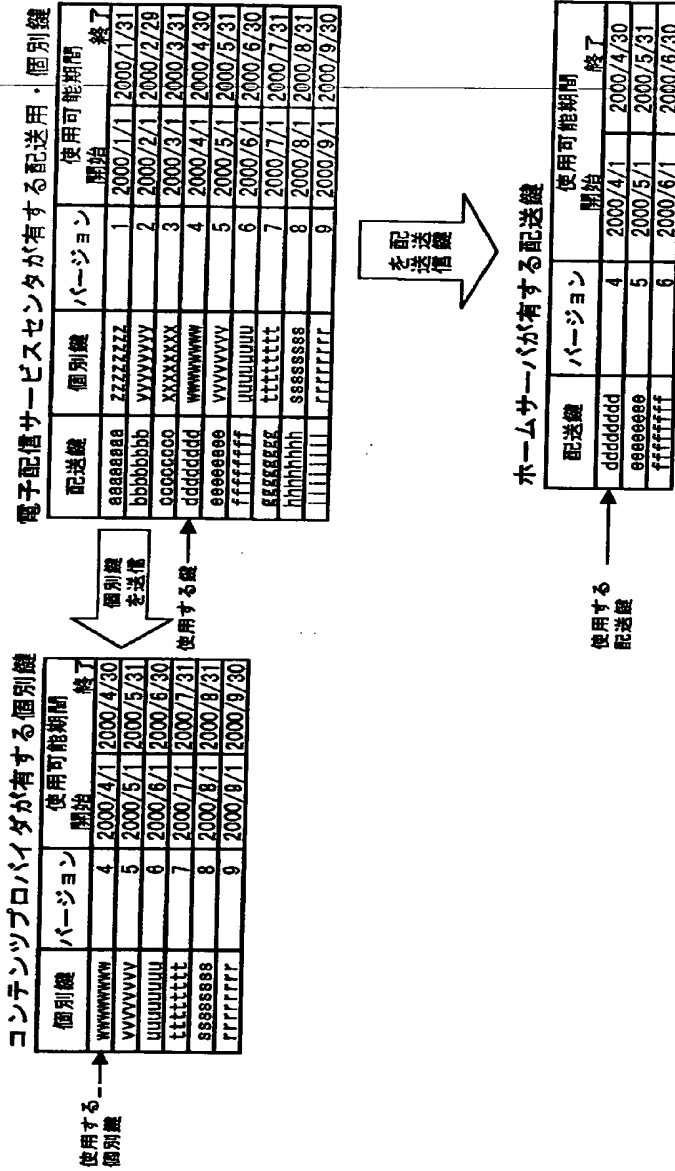 電子配信サービスセンタが有する配送用・個別鍵
配送鍵 個別鍵 バージョン 使用可能期間
開始 終了
aaaaaaaa zzzzzzzz 1 2000/1/1 2000/1/31
bbbbbbbb yyyyyyyy 2 2000/2/1 2000/2/29
cccccccc xxxxxxxx 3 2000/3/1 2000/3/31
dddddddd wwwwwwww 4 2000/4/1 2000/4/30
eeeeeeee vvvvvvvv 5 2000/5/1 2000/5/31
ffffffff uuuuuuuu 6 2000/6/1 2000/6/30
gggggggg tttttttt 7 2000/7/1 2000/7/31
hhhhhhhh ssssssss 8 2000/8/1 2000/8/31
iiiiiiii rrrrrrrr 9 2000/9/1 2000/9/30
使用する鍵
個別鍵
を送信
配送鍵
を送信
コンテンツプロバイダが有する個別鍵
個別鍵 バージョン 使用可能期間
開始 終了
wwwwwwww 4 2000/4/1 2000/4/30
vvvvvvvv 5 2000/5/1 2000/5/31
uuuuuuuu 6 2000/6/1 2000/6/30
tttttttt 7 2000/7/1 2000/7/31
ssssssss 8 2000/8/1 2000/8/31
rrrrrrrr 9 2000/9/1 2000/9/30
使用する
個別鍵
ホームサーバが有する配送鍵
配送鍵 バージョン 使用可能期間
開始 終了
dddddddd 4 2000/4/1 2000/4/30
eeeeeeee 5 2000/5/1 2000/5/31
ffffffff 6 2000/6/1 2000/6/30
使用する
配送鍵